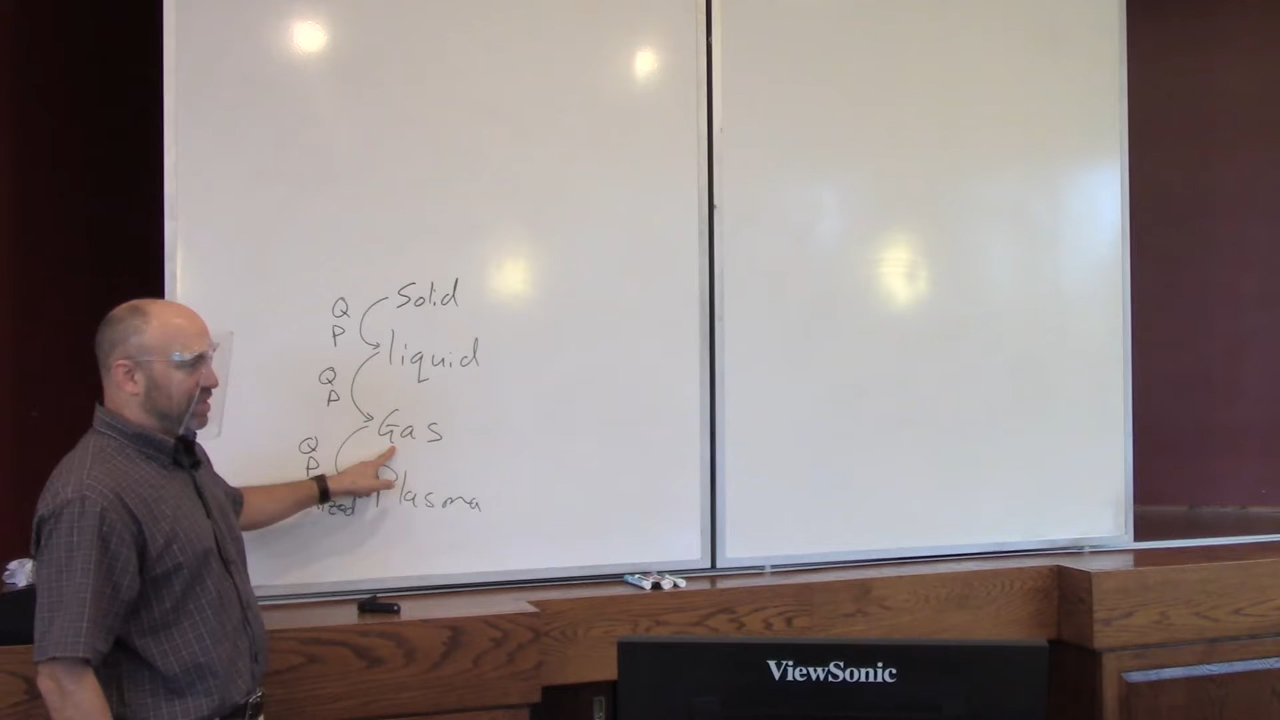 Q Solid
P
liquid
Q
P
Gas
Q
P
Plasma
ViewSonic